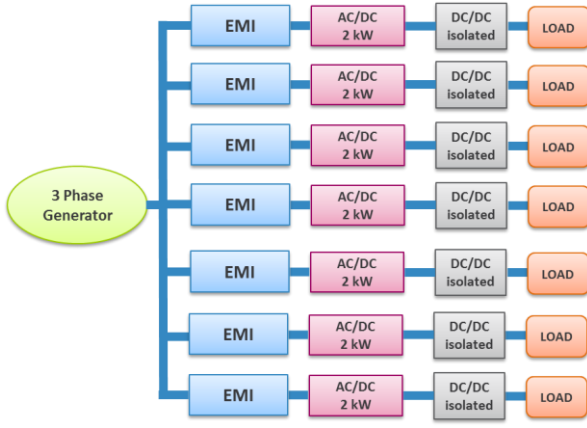 EMI
AC/DC
2 kW
DC/DC
isolated
LOAD
EMI
AC/DC
2 kW
DC/DC
isolated
LOAD
EMI
AC/DC
2 kW
DC/DC
isolated
LOAD
3 Phase
Generator
EMI
AC/DC
2 kW
DC/DC
isolated
LOAD
EMI
AC/DC
2 kW
DC/DC
isolated
LOAD
EMI
AC/DC
2 kW
DC/DC
isolated
LOAD
EMI
AC/DC
2 kW
DC/DC
isolated
LOAD